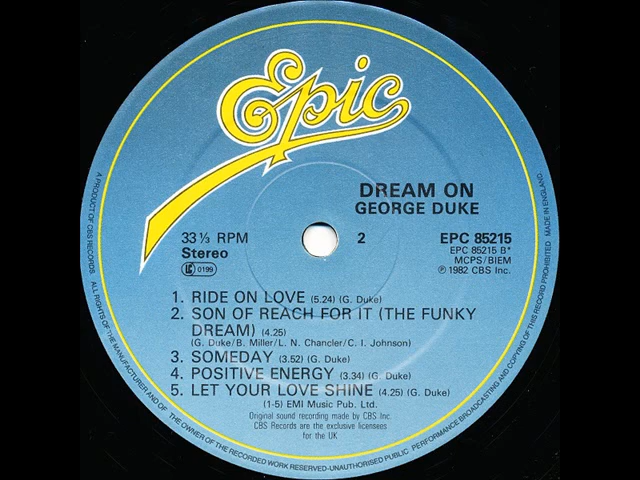 Epic
DREAM ON
GEORGE DUKE
33 ⅓ RPM
Stereo
LC 0199
2
EPC 85215
EPC 85215 B*
MCPS/BIEM
℗ 1982 CBS Inc.
1. RIDE ON LOVE (5.24) (G. Duke)
2. SON OF REACH FOR IT (THE FUNKY
DREAM) (4.25)
(G. Duke/B. Miller/L. N. Chancler/C. I. Johnson)
3. SOMEDAY (3.52) (G. Duke)
4. POSITIVE ENERGY (3.34) (G. Duke)
5. LET YOUR LOVE SHINE (4.25) (G. Duke)
(1-5) EMI Music Pub. Ltd.
Original sound recording made by CBS Inc.
CBS Records are the exclusive licensees
for the UK
A PRODUCT OF CBS RECORDS. ALL RIGHTS OF THE MANUFACTURER AND OF THE OWNER OF THE RECORDED WORK RESERVED-UNAUTHORISED PUBLIC PERFORMANCE BROADCASTING AND COPYING OF THIS RECORD PROHIBITED MADE IN ENGLAND.